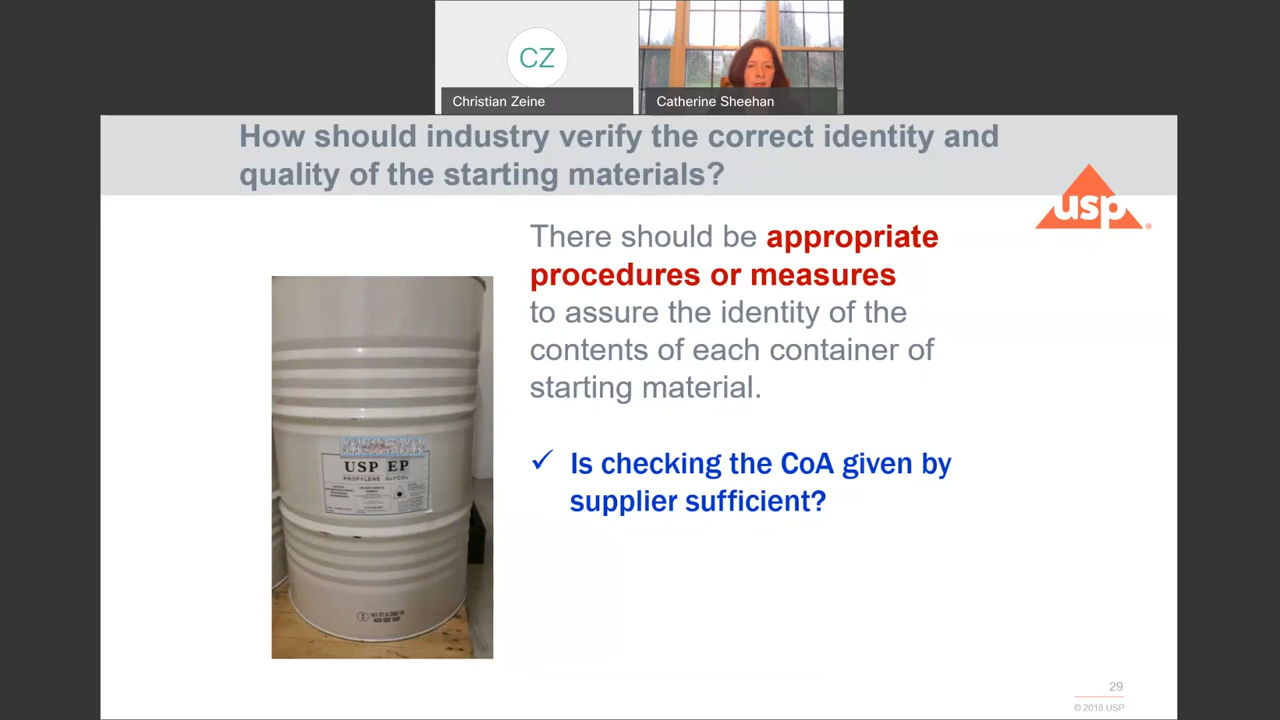 CZ
Christian Zeine
Catherine Sheehan
How should industry verify the correct identity and
quality of the starting materials?
usp®
There should be appropriate
procedures or measures
to assure the identity of the
contents of each container of
starting material.
✓ Is checking the CoA given by
supplier sufficient?
USP EP
PROPYLENE GLYCOL
29
© 2018 USP